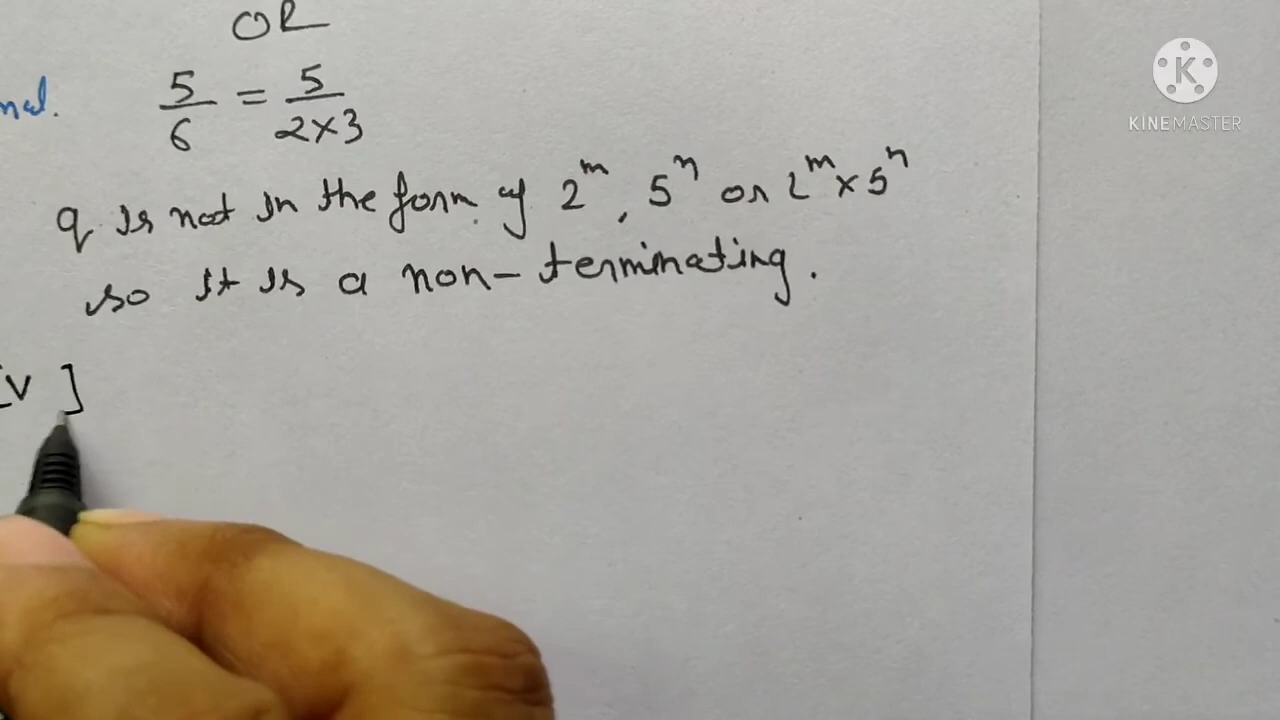 OR
nal. 5/6 = 5/2×3
q is not in the form of 2^m, 5^n or 2^m×5^n
so it is a non-terminating.
[V ]
K
KINEMASTER